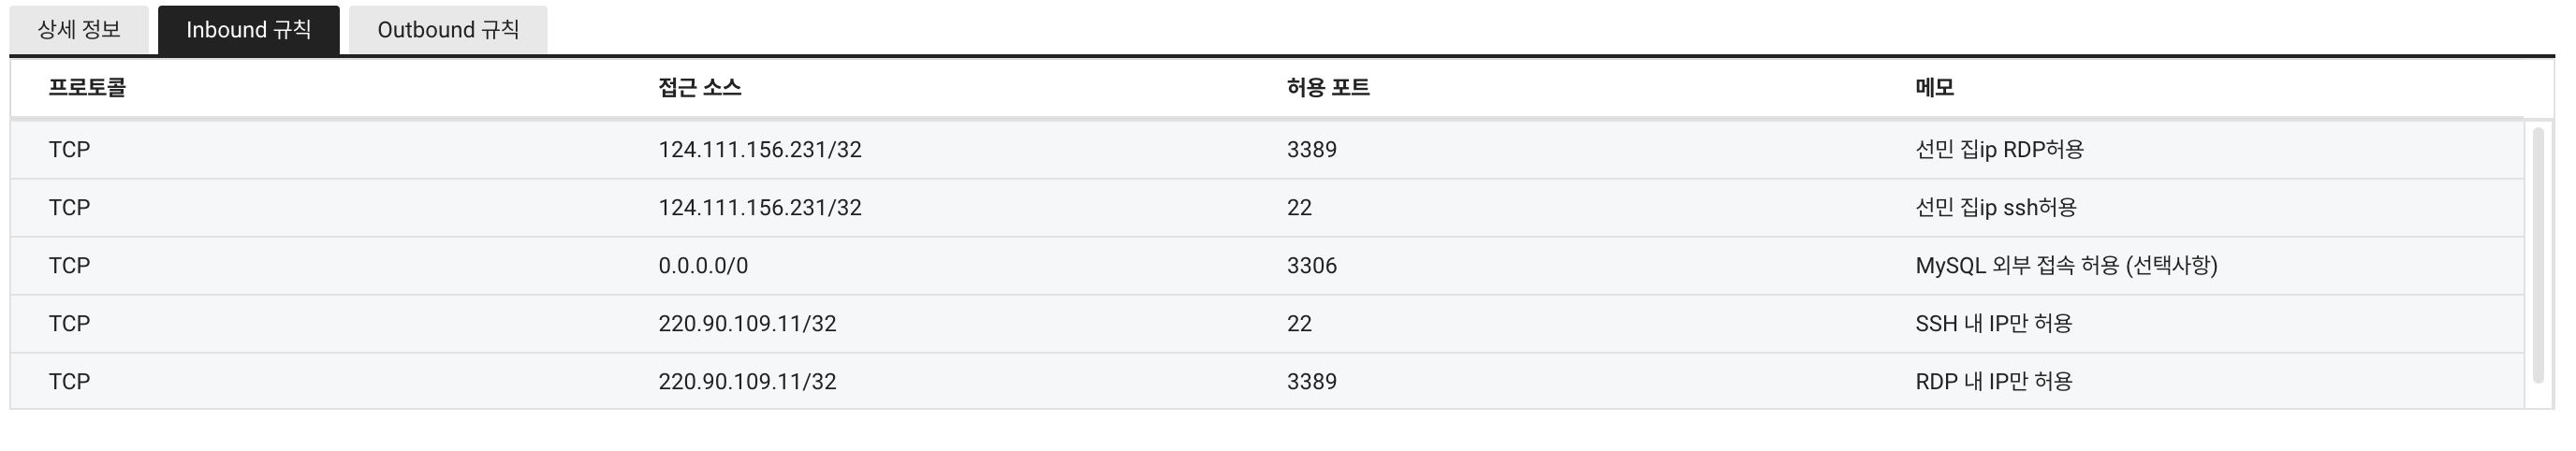 상세 정보 Inbound 규칙 Outbound 규칙
프로토콜 접근 소스 허용 포트 메모
TCP 124.111.156.231/32 3389 선민 집ip RDP허용
TCP 124.111.156.231/32 22 선민 집ip ssh허용
TCP 0.0.0.0/0 3306 MySQL 외부 접속 허용 (선택사항)
TCP 220.90.109.11/32 22 SSH 내 IP만 허용
TCP 220.90.109.11/32 3389 RDP 내 IP만 허용